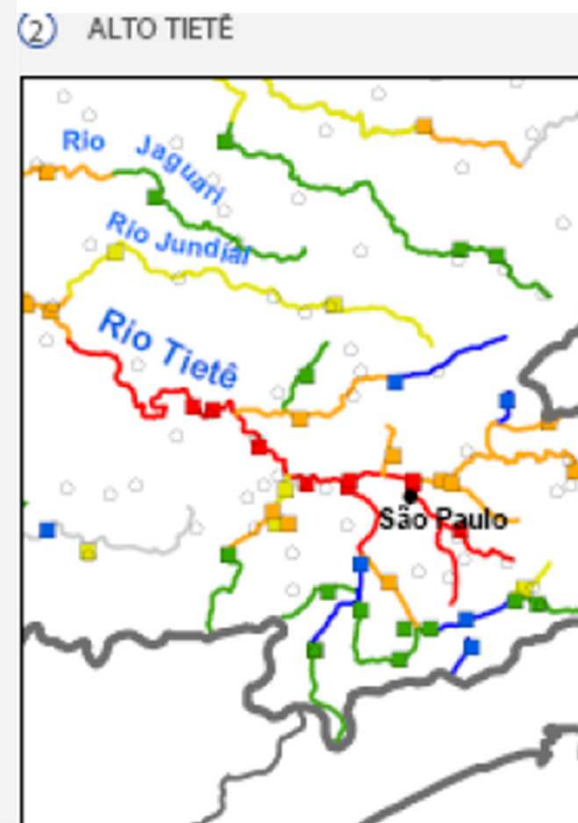 2 ALTO TIETÊ
Rio Jaguari
Rio Jundiaí
Rio Tietê
São Paulo